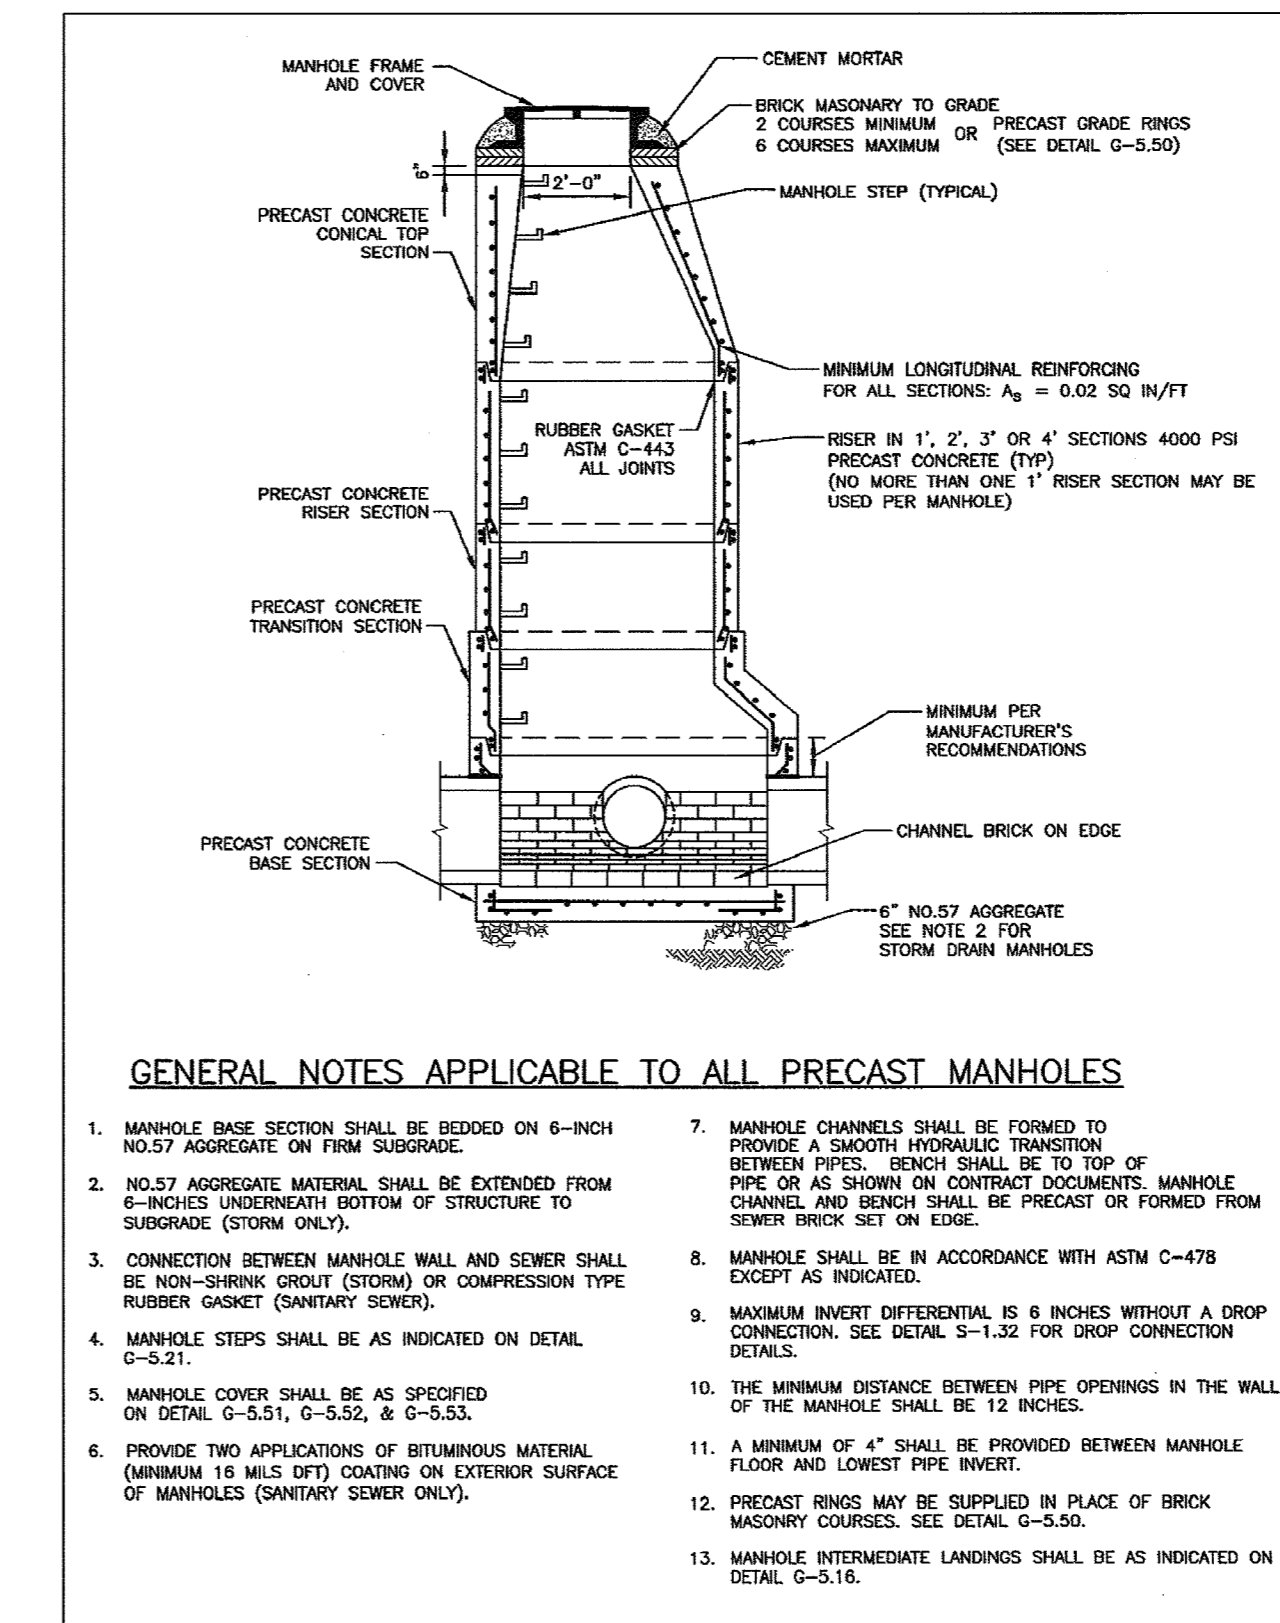 MANHOLE FRAME
AND COVER
CEMENT MORTAR
BRICK MASONARY TO GRADE
2 COURSES MINIMUM
6 COURSES MAXIMUM
OR
PRECAST GRADE RINGS
(SEE DETAIL G-5.50)
6"
2'-0"
MANHOLE STEP (TYPICAL)
PRECAST CONCRETE
CONICAL TOP
SECTION
MINIMUM LONGITUDINAL REINFORCING
FOR ALL SECTIONS: As = 0.02 SQ IN/FT
RUBBER GASKET
ASTM C-443
ALL JOINTS
RISER IN 1', 2', 3' OR 4' SECTIONS 4000 PSI
PRECAST CONCRETE (TYP)
(NO MORE THAN ONE 1' RISER SECTION MAY BE
USED PER MANHOLE)
PRECAST CONCRETE
RISER SECTION
PRECAST CONCRETE
TRANSITION SECTION
MINIMUM PER
MANUFACTURER'S
RECOMMENDATIONS
CHANNEL BRICK ON EDGE
PRECAST CONCRETE
BASE SECTION
6" NO.57 AGGREGATE
SEE NOTE 2 FOR
STORM DRAIN MANHOLES
GENERAL NOTES APPLICABLE TO ALL PRECAST MANHOLES
1. MANHOLE BASE SECTION SHALL BE BEDDED ON 6-INCH
NO.57 AGGREGATE ON FIRM SUBGRADE.
2. NO.57 AGGREGATE MATERIAL SHALL BE EXTENDED FROM
6-INCHES UNDERNEATH BOTTOM OF STRUCTURE TO
SUBGRADE (STORM ONLY).
3. CONNECTION BETWEEN MANHOLE WALL AND SEWER SHALL
BE NON-SHRINK GROUT (STORM) OR COMPRESSION TYPE
RUBBER GASKET (SANITARY SEWER).
4. MANHOLE STEPS SHALL BE AS INDICATED ON DETAIL
G-5.21.
5. MANHOLE COVER SHALL BE AS SPECIFIED
ON DETAIL G-5.51, G-5.52, & G-5.53.
6. PROVIDE TWO APPLICATIONS OF BITUMINOUS MATERIAL
(MINIMUM 16 MILS DFT) COATING ON EXTERIOR SURFACE
OF MANHOLES (SANITARY SEWER ONLY).
7. MANHOLE CHANNELS SHALL BE FORMED TO
PROVIDE A SMOOTH HYDRAULIC TRANSITION
BETWEEN PIPES. BENCH SHALL BE TO TOP OF
PIPE OR AS SHOWN ON CONTRACT DOCUMENTS. MANHOLE
CHANNEL AND BENCH SHALL BE PRECAST OR FORMED FROM
SEWER BRICK SET ON EDGE.
8. MANHOLE SHALL BE IN ACCORDANCE WITH ASTM C-478
EXCEPT AS INDICATED.
9. MAXIMUM INVERT DIFFERENTIAL IS 6 INCHES WITHOUT A DROP
CONNECTION. SEE DETAIL S-1.32 FOR DROP CONNECTION
DETAILS.
10. THE MINIMUM DISTANCE BETWEEN PIPE OPENINGS IN THE WALL
OF THE MANHOLE SHALL BE 12 INCHES.
11. A MINIMUM OF 4" SHALL BE PROVIDED BETWEEN MANHOLE
FLOOR AND LOWEST PIPE INVERT.
12. PRECAST RINGS MAY BE SUPPLIED IN PLACE OF BRICK
MASONRY COURSES. SEE DETAIL G-5.50.
13. MANHOLE INTERMEDIATE LANDINGS SHALL BE AS INDICATED ON
DETAIL G-5.16.